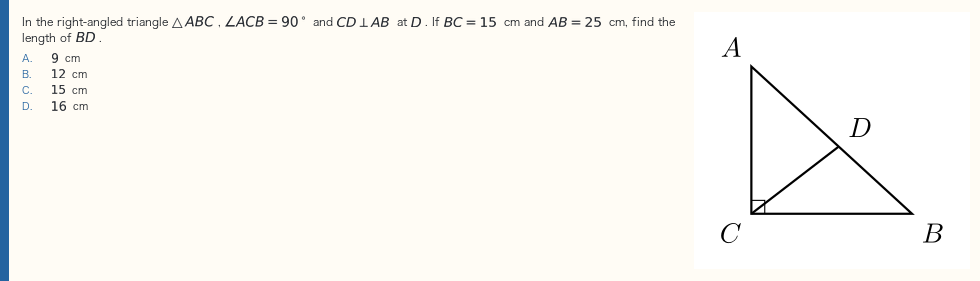 In the right-angled triangle △ABC, ∠ACB = 90° and CD ⊥ AB at D. If BC = 15 cm and AB = 25 cm, find the
length of BD.
A. 9 cm
B. 12 cm
C. 15 cm
D. 16 cm
A
D
C
B